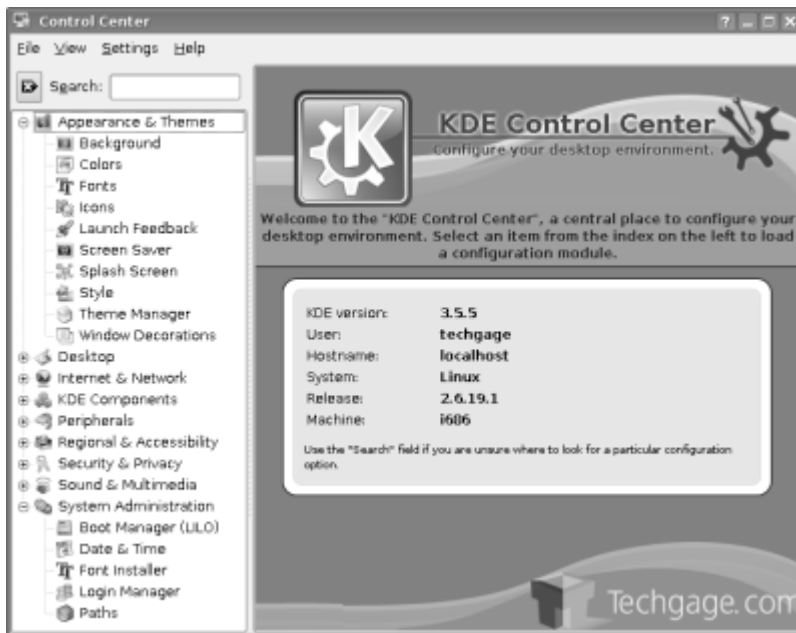 Control Center
File View Settings Help
Search:
Appearance & Themes
Background
Colors
Fonts
Icons
Launch Feedback
Screen Saver
Splash Screen
Style
Theme Manager
Window Decorations
Desktop
Internet & Network
KDE Components
Peripherals
Regional & Accessibility
Security & Privacy
Sound & Multimedia
System Administration
Boot Manager (LILO)
Date & Time
Font Installer
Login Manager
Paths
KDE Control Center
Configure your desktop environment.
Welcome to the "KDE Control Center", a central place to configure your
desktop environment. Select an item from the index on the left to load
a configuration module.
KDE version: 3.5.5
User: techgage
Hostname: localhost
System: Linux
Release: 2.6.19.1
Machine: i686
Use the "Search" field if you are unsure where to look for a particular configuration
option.
Techgage.com